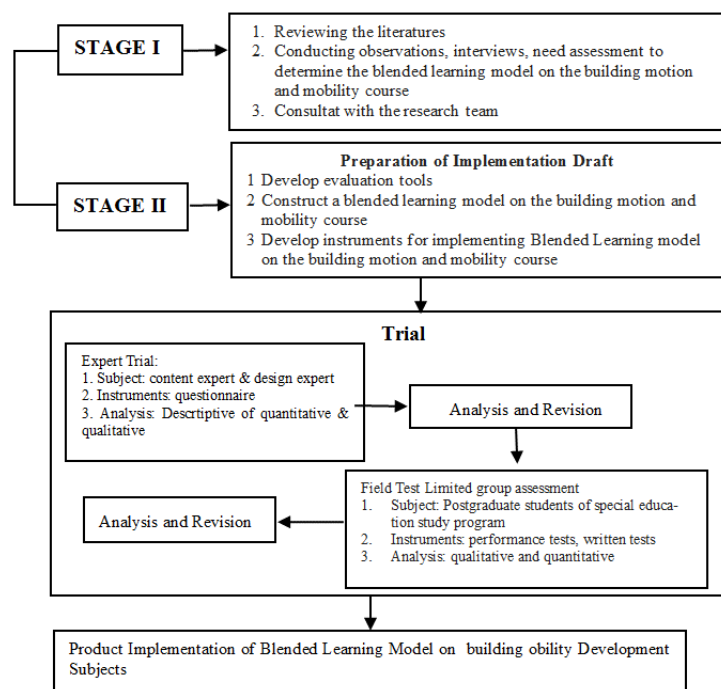 STAGE I
1. Reviewing the literatures
2. Conducting observations, interviews, need assessment to
determine the blended learning model on the building motion
and mobility course
3. Consultat with the research team
STAGE II
Preparation of Implementation Draft
1 Develop evaluation tools
2 Construct a blended learning model on the building motion and
mobility course
3 Develop instruments for implementing Blended Learning model
on the building motion and mobility course
Trial
Expert Trial:
1. Subject: content expert & design expert
2. Instruments: questionnaire
3. Analysis: Desctriptive of quantitative &
qualitative
Analysis and Revision
Field Test Limited group assessment
1. Subject: Postgraduate students of special educa-
tion study program
2. Instruments: performance tests, written tests
3. Analysis: qualitative and quantitative
Analysis and Revision
Product Implementation of Blended Learning Model on building obility Development
Subjects